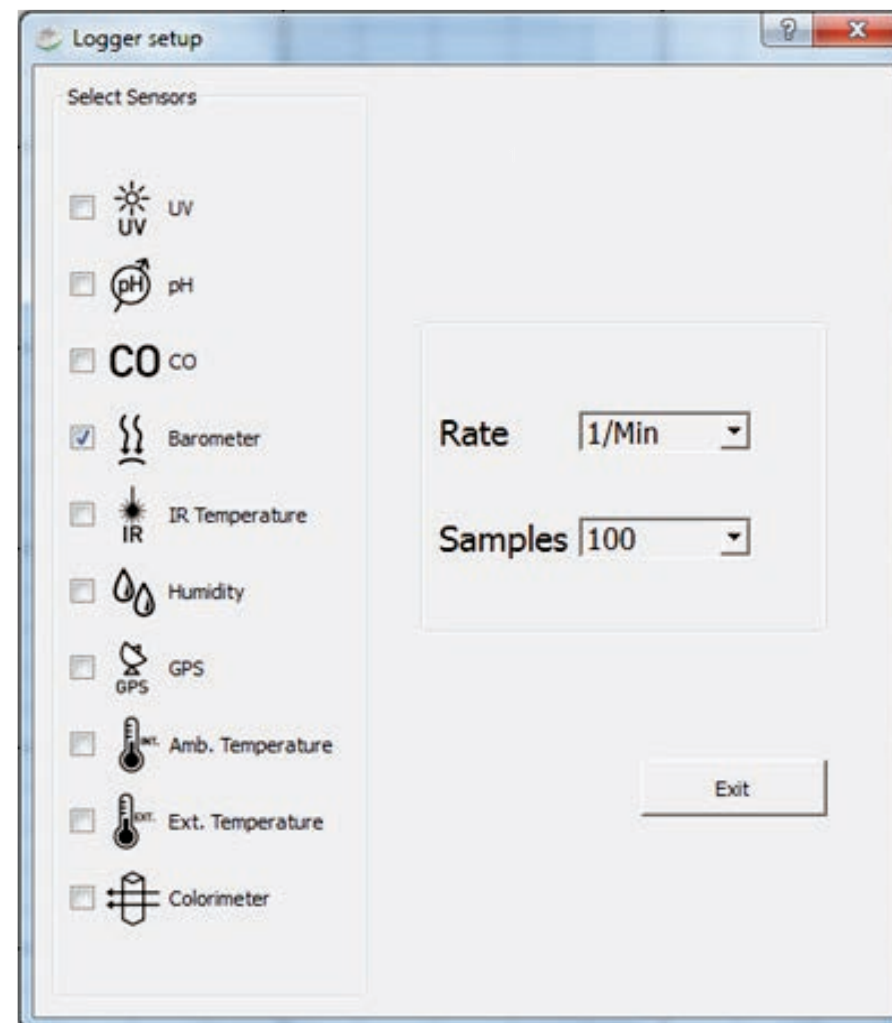 Logger setup
?
x
Select Sensors
UV UV
pH pH
CO CO
Barometer
IR IR Temperature
Humidity
GPS GPS
INT. Amb. Temperature
EXT. Ext. Temperature
Colorimeter
Rate 1/Min
Samples 100
Exit